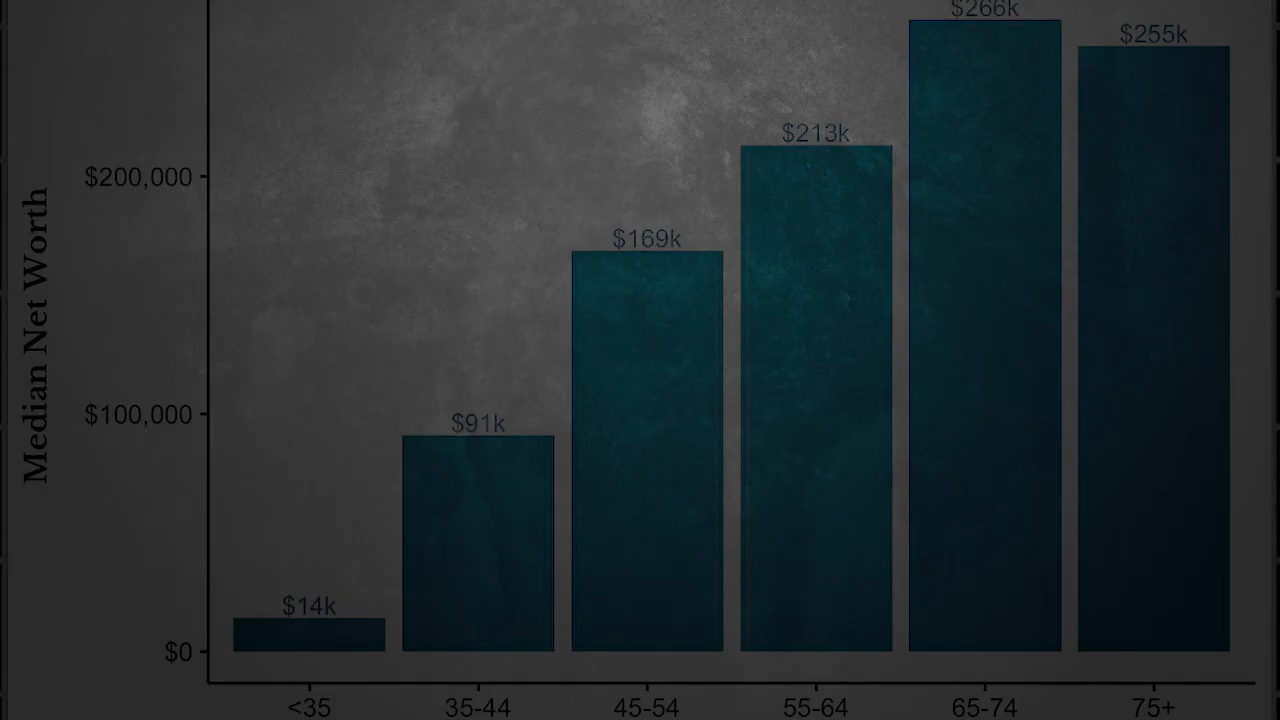 $266k
$255k
$213k
$200,000
$169k
$100,000
$91k
$14k
$0
Median Net Worth
<35
35-44
45-54
55-64
65-74
75+